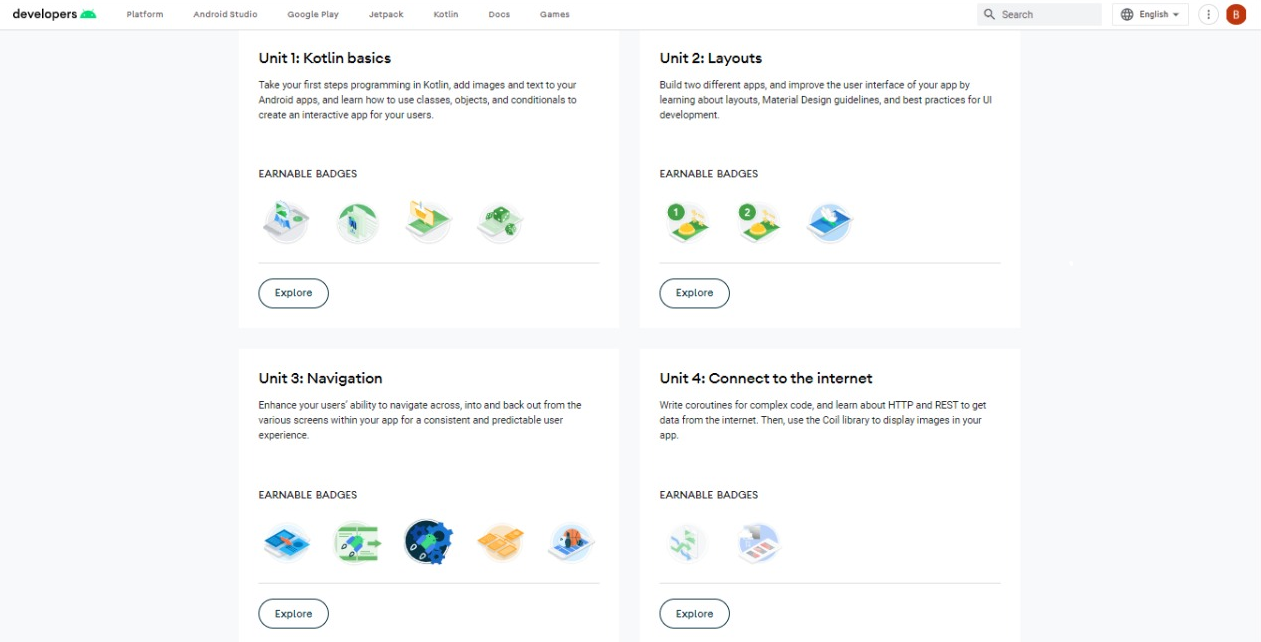 developers Platform Android Studio Google Play Jetpack Kotlin Docs Games Search English B
Unit 1: Kotlin basics
Take your first steps programming in Kotlin, add images and text to your
Android apps, and learn how to use classes, objects, and conditionals to
create an interactive app for your users.
EARNABLE BADGES
Explore
Unit 2: Layouts
Build two different apps, and improve the user interface of your app by
learning about layouts, Material Design guidelines, and best practices for UI
development.
EARNABLE BADGES
1 2
Explore
Unit 3: Navigation
Enhance your users’ ability to navigate across, into and back out from the
various screens within your app for a consistent and predictable user
experience.
EARNABLE BADGES
Explore
Unit 4: Connect to the internet
Write coroutines for complex code, and learn about HTTP and REST to get
data from the internet. Then, use the Coil library to display images in your
app.
EARNABLE BADGES
Explore